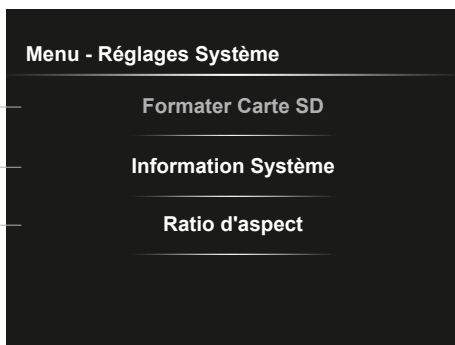 Menu - Réglages Système
Formater Carte SD
Information Système
Ratio d'aspect